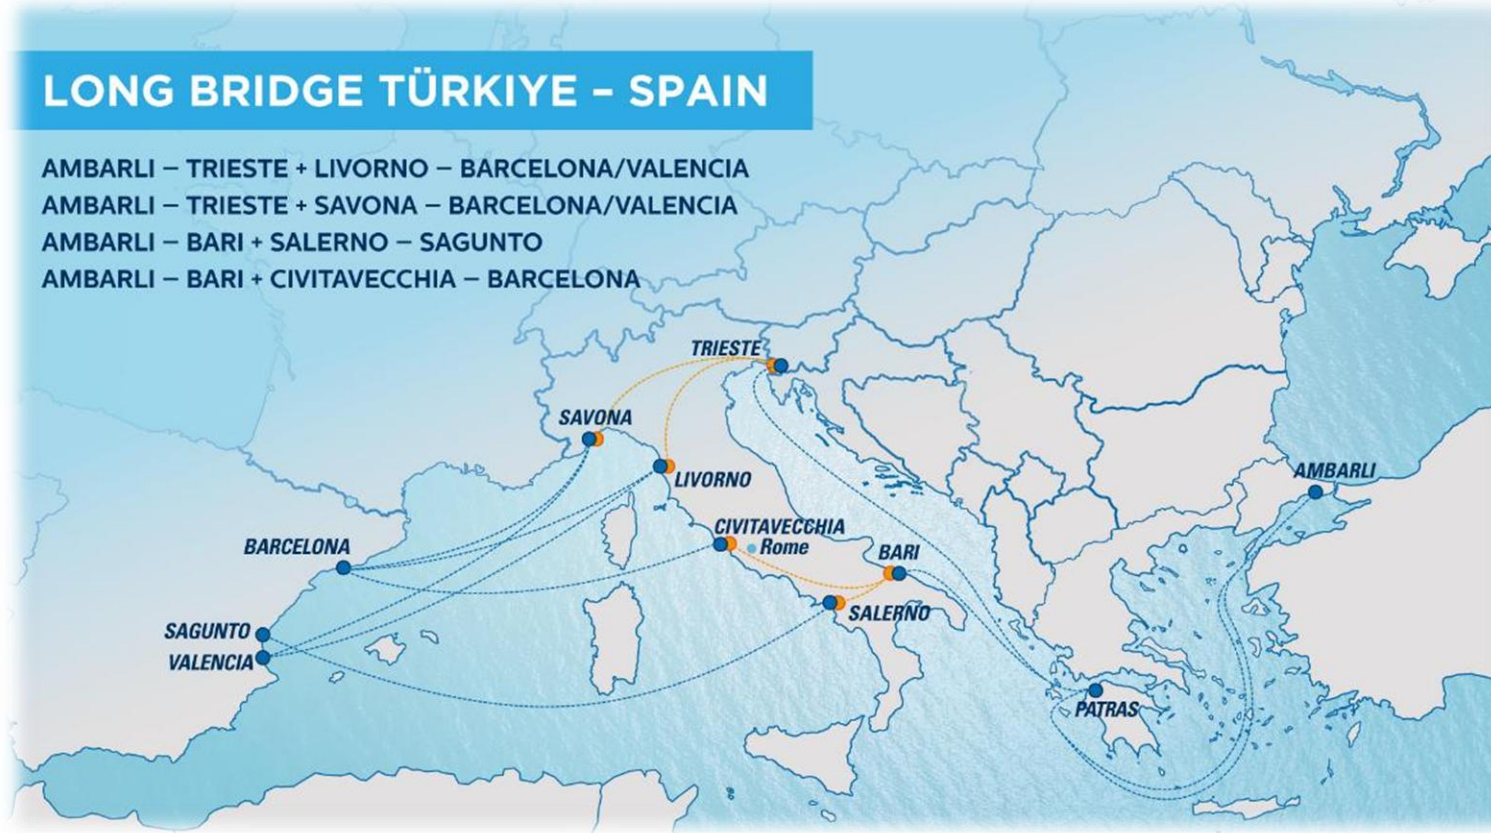 LONG BRIDGE TÜRKIYE – SPAIN
AMBARLI – TRIESTE + LIVORNO – BARCELONA/VALENCIA
AMBARLI – TRIESTE + SAVONA – BARCELONA/VALENCIA
AMBARLI – BARI + SALERNO – SAGUNTO
AMBARLI – BARI + CIVITAVECCHIA – BARCELONA
TRIESTE
SAVONA
LIVORNO
AMBARLI
CIVITAVECCHIA
Rome
BARCELONA
BARI
SALERNO
SAGUNTO
VALENCIA
PATRAS